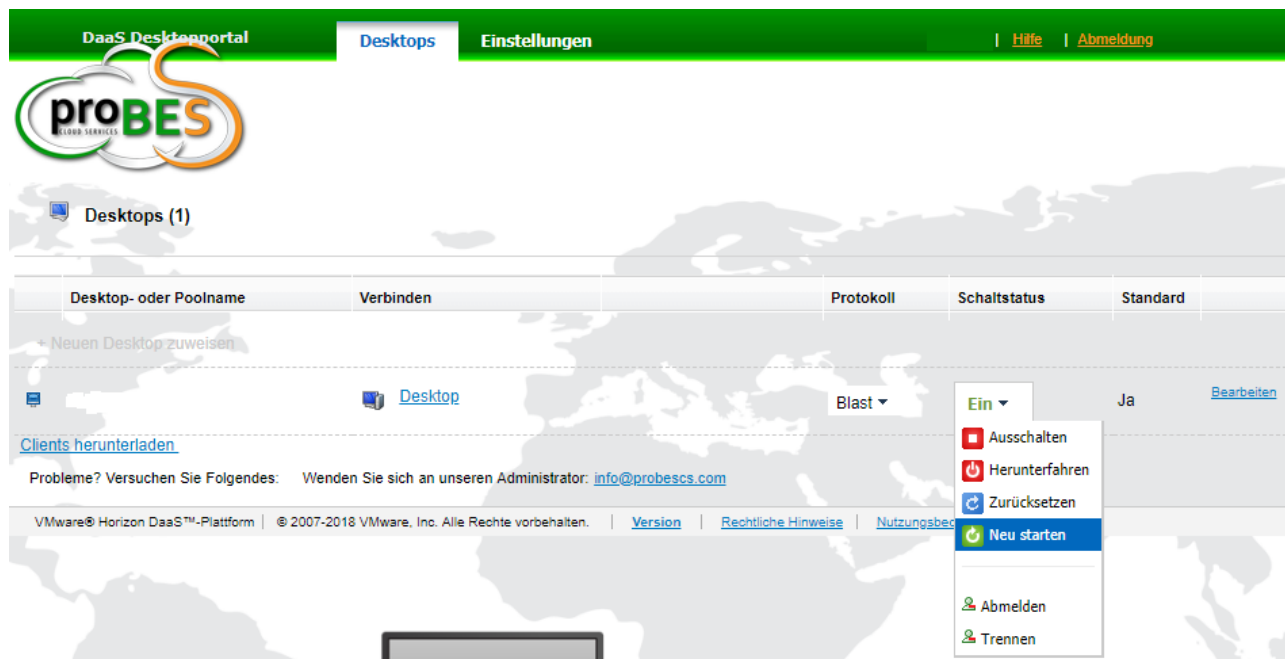 DaaS Desktopportal Desktops Einstellungen | Hilfe | Abmeldung
proBES
CLOUD SERVICES
Desktops (1)
Desktop- oder Poolname Verbinden Protokoll Schaltstatus Standard
+ Neuen Desktop zuweisen
Desktop Blast Ein Ja Bearbeiten
Ausschalten
Herunterfahren
Zurücksetzen
Neu starten
Abmelden
Trennen
Clients herunterladen
Probleme? Versuchen Sie Folgendes: Wenden Sie sich an unseren Administrator: info@probescs.com
VMware® Horizon DaaS™-Plattform | © 2007-2018 VMware, Inc. Alle Rechte vorbehalten. | Version | Rechtliche Hinweise | Nutzungsbed